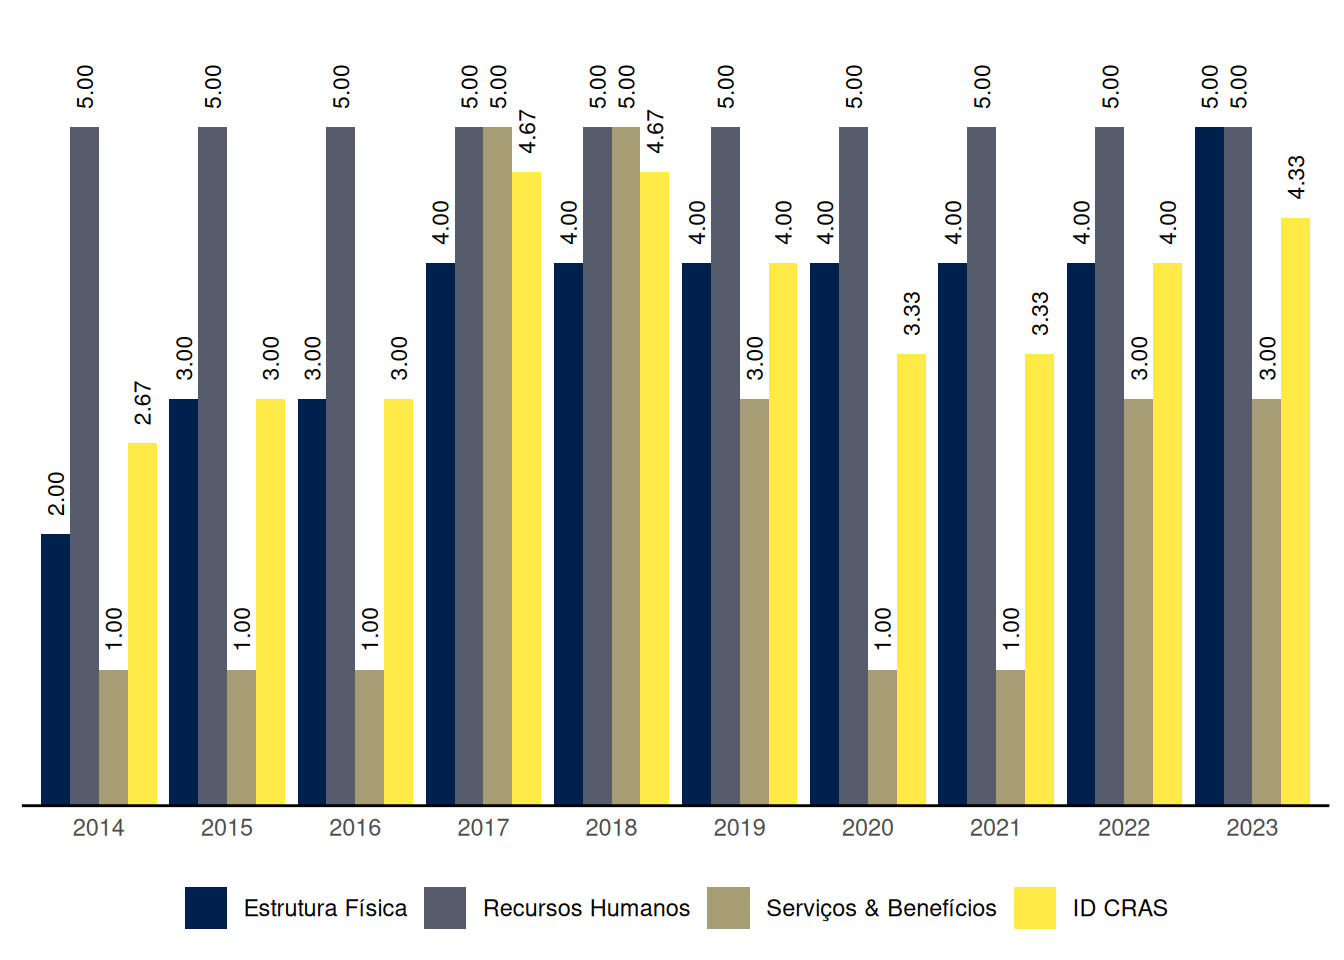 5.00 5.00 5.00 5.00 5.00 5.00 5.00 5.00 5.00 5.00 5.00 5.00 5.00
4.67 4.67
4.33
4.00 4.00 4.00 4.00 4.00 4.00 4.00 4.00
3.33 3.33
3.00 3.00 3.00 3.00 3.00 3.00 3.00
2.67
2.00
1.00 1.00 1.00 1.00 1.00
2014 2015 2016 2017 2018 2019 2020 2021 2022 2023
Estrutura Física Recursos Humanos Serviços & Benefícios ID CRAS